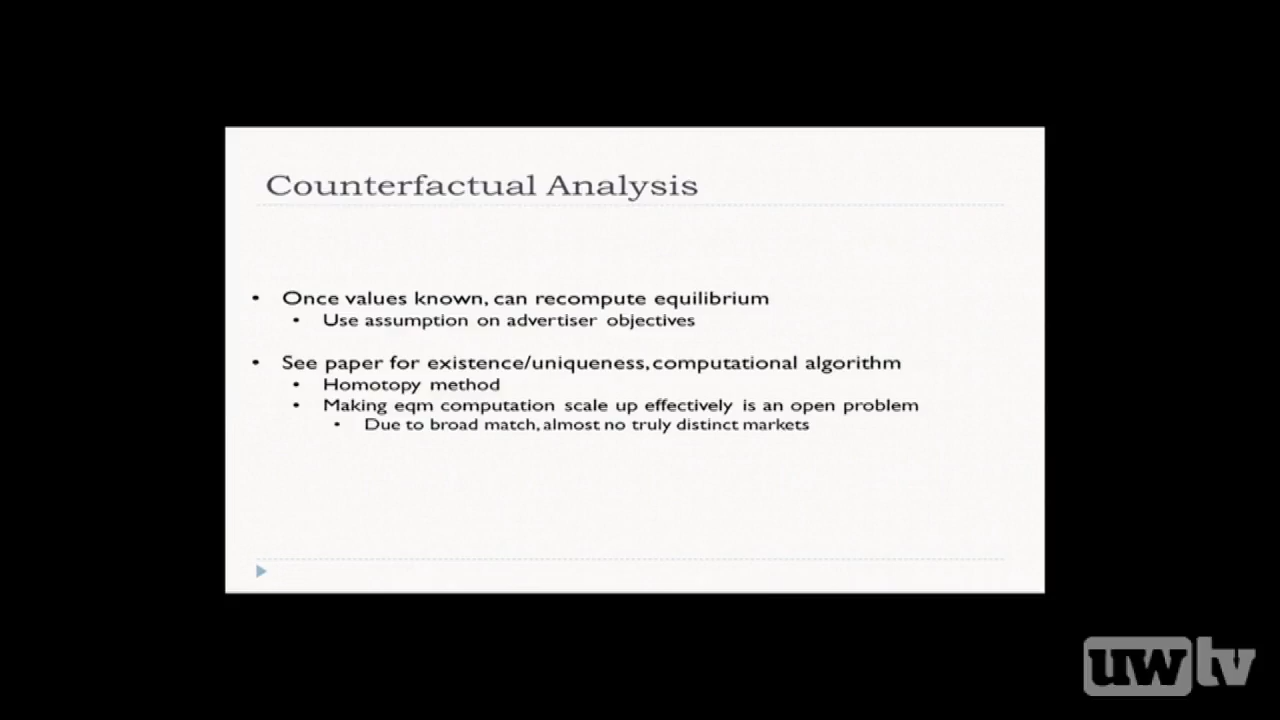 Counterfactual Analysis
• Once values known, can recompute equilibrium
• Use assumption on advertiser objectives
• See paper for existence/uniqueness, computational algorithm
• Homotopy method
• Making eqm computation scale up effectively is an open problem
• Due to broad match, almost no truly distinct markets
uwtv